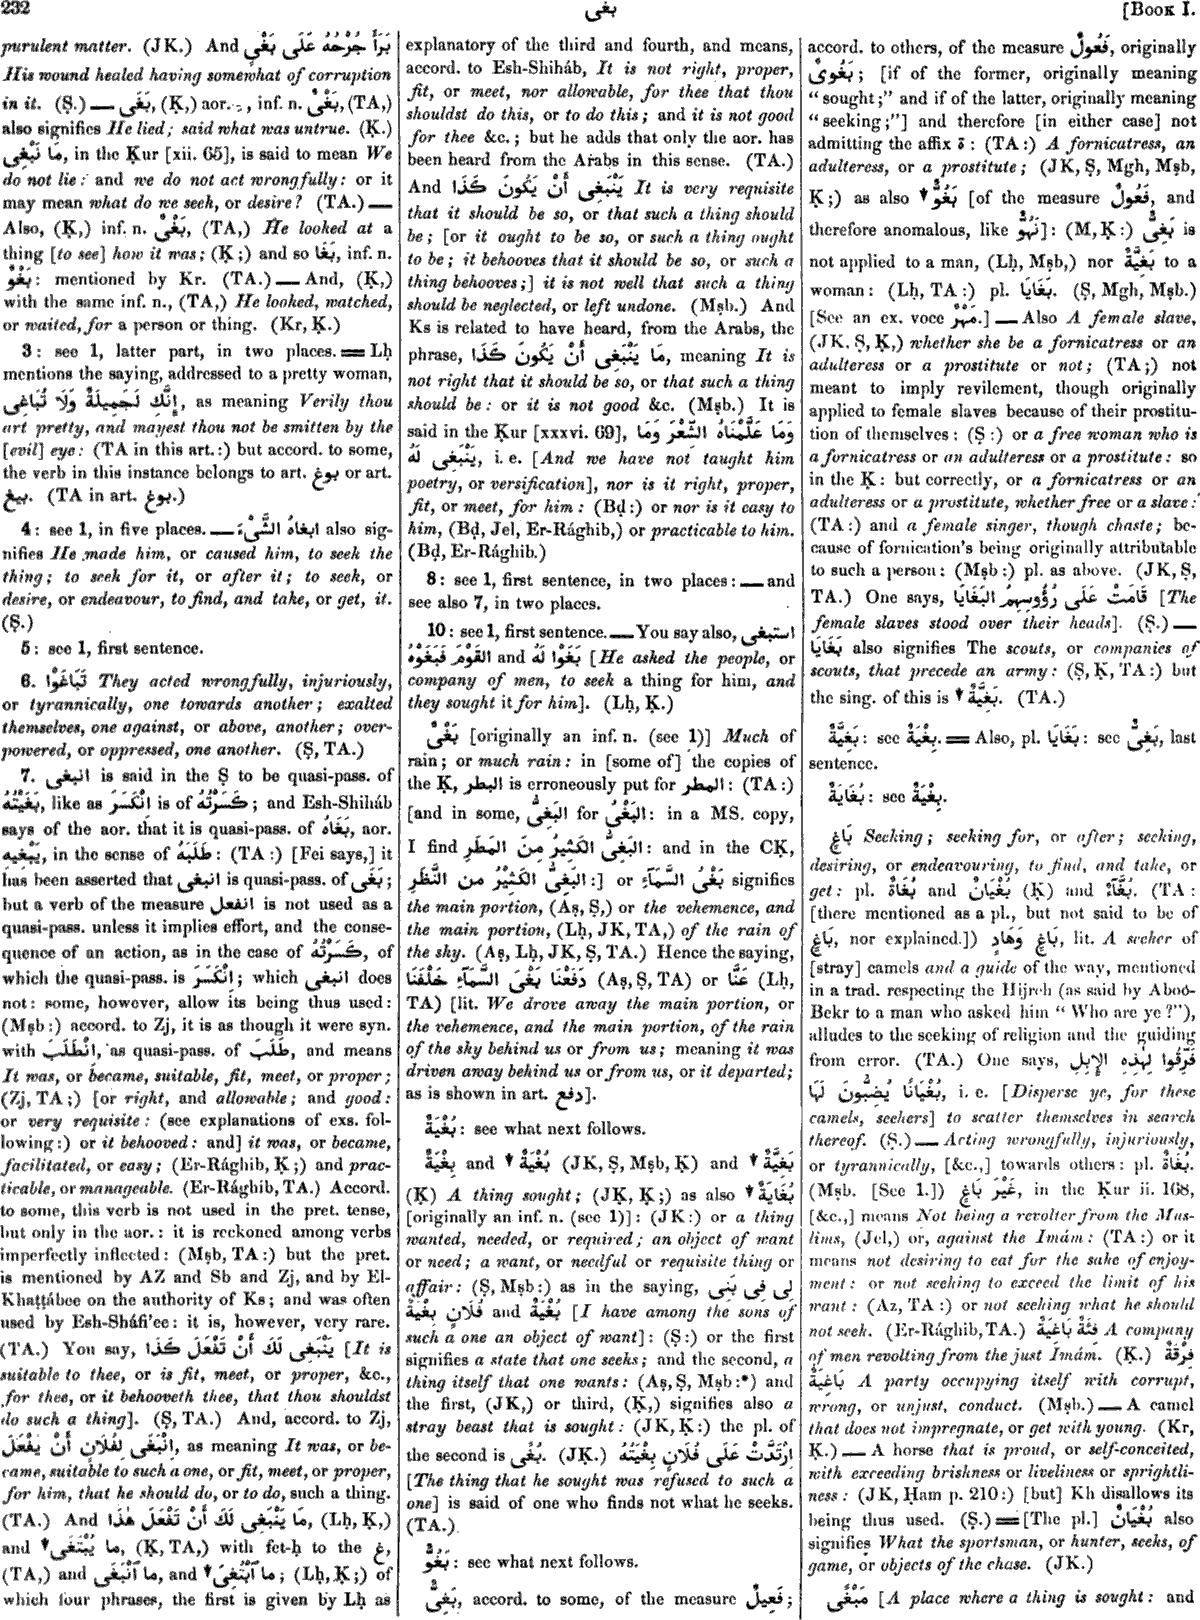 232
بغى
[Book I.
purulent matter. (JK.) And بَرَأَ جُرْحُهُ عَلَى بَغْىٍ
His wound healed having somewhat of corruption
in it. (Ṣ.) — بَغَى, (Ḳ,) aor. , inf. n. بَغْىٌ, (TA,)
also signifies He lied; said what was untrue. (Ḳ.)
مَا نَبْغِى, in the Ḳur [xii. 65], is said to mean We
do not lie: and we do not act wrongfully: or it
may mean what do we seek, or desire? (TA.) —
Also, (Ḳ,) inf. n. بَغْىٌ, (TA,) He looked at a
thing [to see] how it was; (Ḳ;) and so بَغَا, inf. n.
بَغْوٌ: mentioned by Kr. (TA.) — And, (Ḳ,)
with the same inf. n., (TA,) He looked, watched,
or waited, for a person or thing. (Kr, Ḳ.)
3: see 1, latter part, in two places. = Lḥ
mentions the saying, addressed to a pretty woman,
إِنَّكِ لَجَمِيلَةٌ وَلَا تُبَاغَىْ, as meaning Verily thou
art pretty, and mayest thou not be smitten by the
[evil] eye: (TA in this art.:) but accord. to some,
the verb in this instance belongs to art. بوغ or art.
بيغ. (TA in art. بوغ.)
4: see 1, in five places. — ابغاهُ الشَّىْءَ also sig-
nifies He made him, or caused him, to seek the
thing; to seek for it, or after it; to seek, or
desire, or endeavour, to find, and take, or get, it.
(Ṣ.)
5: see 1, first sentence.
6. تَبَاغَوْا They acted wrongfully, injuriously,
or tyrannically, one towards another; exalted
themselves, one against, or above, another; over-
powered, or oppressed, one another. (Ṣ, TA.)
7. انبغى is said in the Ṣ to be quasi-pass. of
بَغَيْتُهُ, like as اِنْكَسَرَ is of كَسَرْتُهُ; and Esh-Shiháb
says of the aor. that it is quasi-pass. of بَغَاهُ, aor.
يَبْغِيهِ, in the sense of طَلَبَهُ: (TA:) [Fei says,] it
has been asserted that انبغى is quasi-pass. of بَغَى;
but a verb of the measure انفعل is not used as a
quasi-pass. unless it implies effort, and the conse-
quence of an action, as in the case of كَسَرْتُهُ, of
which the quasi-pass. is اِنْكَسَرَ; which انبغى does
not: some, however, allow its being thus used:
(Mṣb:) accord. to Zj, it is as though it were syn.
with اِنْطَلَبَ, as quasi-pass. of طَلَبَ, and means
It was, or became, suitable, fit, meet, or proper;
(Zj, TA;) [or right, and allowable; and good:
or very requisite: (see explanations of exs. fol-
lowing:) or it behooved: and] it was, or became,
facilitated, or easy; (Er-Rághib, Ḳ;) and prac-
ticable, or manageable. (Er-Rághib, TA.) Accord.
to some, this verb is not used in the pret. tense,
but only in the aor.: it is reckoned among verbs
imperfectly inflected: (Mṣb, TA:) but the pret.
is mentioned by AZ and Sb and Zj, and by El-
Khaṭṭábee on the authority of Ks; and was often
used by Esh-Sháfi'ee: it is, however, very rare.
(TA.) You say, يَنْبَغِى لَكَ أَنْ تَفْعَلَ كَذَا [It is
suitable to thee, or is fit, meet, or proper, &c.,
for thee, or it behooveth thee, that thou shouldst
do such a thing]. (Ṣ, TA.) And, accord. to Zj,
اِنْبَغَى لِفُلَانٍ أَنْ يَفْعَلَ, as meaning It was, or be-
came, suitable to such a one, or fit, meet, or proper,
for him, that he should do, or to do, such a thing.
(TA.) And مَا يَنْبَغِى لَكَ أَنْ تَفْعَلَ هٰذَا, (Lḥ, Ḳ,)
and ↓ ما يُبْتَغَى, (Ḳ, TA,) with fet-ḥ to the غ,
(TA,) and ما ٱنْبَغَى, and ↓ ما ٱبْتَغَى; (Lḥ, Ḳ;) of
which four phrases, the first is given by Lḥ as
explanatory of the third and fourth, and means,
accord. to Esh-Shiháb, It is not right, proper,
fit, or meet, nor allowable, for thee that thou
shouldst do this, or to do this; and it is not good
for thee &c.; but he adds that only the aor. has
been heard from the Arabs in this sense. (TA.)
And يَنْبَغِى أَنْ يَكُونَ كَذَا It is very requisite
that it should be so, or that such a thing should
be; [or it ought to be so, or such a thing ought
to be; it behooves that it should be so, or such a
thing behooves;] it is not well that such a thing
should be neglected, or left undone. (Mṣb.) And
Ks is related to have heard, from the Arabs, the
phrase, مَا يَنْبَغِى أَنْ يَكُونَ كَذَا, meaning It is
not right that it should be so, or that such a thing
should be: or it is not good &c. (Mṣb.) It is
said in the Ḳur [xxxvi. 69], وَمَا عَلَّمْنَاهُ الشِّعْرَ وَمَا
يَنْبَغِى لَهُ, i. e. [And we have not taught him
poetry, or versification], nor is it right, proper,
fit, or meet, for him: (Bḍ:) or nor is it easy to
him, (Bḍ, Jel, Er-Rághib,) or practicable to him.
(Bḍ, Er-Rághib.)
8: see 1, first sentence, in two places: — and
see also 7, in two places.
10: see 1, first sentence. — You say also, استبغى
القَوْمَ فَبَغَوْهُ and بَغَوْا لَهُ [He asked the people, or
company of men, to seek a thing for him, and
they sought it for him]. (Lḥ, Ḳ.)
بَغْىٌ [originally an inf. n. (see 1)] Much of
rain; or much rain: in [some of] the copies of
the Ḳ, البطر is erroneously put for المطر: (TA:)
[and in some, البَغِىُّ for البَغْىُ: in a MS. copy,
I find البَغِىُّ الكَثِيرُ مِنَ المَطَرِ: and in the CḲ,
البَغِىُّ الكَثِيْرُ من النَّظَرِ:] or بَغْىُ السَّمَآءِ signifies
the main portion, (Aṣ, Ṣ,) or the vehemence, and
the main portion, (Lḥ, JK, TA,) of the rain of
the sky. (Aṣ, Lḥ, JK, Ṣ, TA.) Hence the saying,
دَفَعْنَا بَغْىَ السَّمَآءِ خَلْفَنَا (Aṣ, Ṣ, TA) or عَنَّا (Lḥ,
TA) [lit. We drove away the main portion, or
the vehemence, and the main portion, of the rain
of the sky behind us or from us; meaning it was
driven away behind us or from us, or it departed;
as is shown in art. دفع].
بُغْيَةٌ: see what next follows.
بِغْيَةٌ and ↓ بُغْيَةٌ (JK, Ṣ, Mṣb, Ḳ) and ↓ بَغِيَّةٌ
(Ḳ) A thing sought; (JK, Ḳ;) as also ↓ بُغَايَةٌ
[originally an inf. n. (see 1)]: (JK:) or a thing
wanted, needed, or required; an object of want
or need; a want, or needful or requisite thing or
affair: (Ṣ, Mṣb:) as in the saying, لِى فِى بَنِى
فُلَانٍ بِغْيَةٌ and بُغْيَةٌ [I have among the sons of
such a one an object of want]: (Ṣ:) or the first
signifies a state that one seeks; and the second, a
thing itself that one wants: (Aṣ, Ṣ, Mṣb:*) and
the first, (JK,) or third, (Ḳ,) signifies also a
stray beast that is sought: (JK, Ḳ:) the pl. of
the second is بُغًى. (JK.) اِرْتَدَّتْ عَلَى فُلَانٍ بِغْيَتُهُ
[The thing that he sought was refused to such a
one] is said of one who finds not what he seeks.
(TA.)
بَغُوٌّ: see what next follows.
بَغِىٌّ, accord. to some, of the measure فَعِيلٌ;
accord. to others, of the measure فَعُولٌ, originally
بَغُوىٌ; [if of the former, originally meaning
"sought;" and if of the latter, originally meaning
"seeking;"] and therefore [in either case] not
admitting the affix ة: (TA:) A fornicatress, an
adulteress, or a prostitute; (JK, Ṣ, Mgh, Mṣb,
Ḳ;) as also ↓ بَغُوٌّ [of the measure فَعُولٌ, and
therefore anomalous, like نَهُوٌّ]: (M, Ḳ:) بَغِىٌّ is
not applied to a man, (Lḥ, Mṣb,) nor بَغِيَّةٌ to a
woman: (Lḥ, TA:) pl. بَغَايَا. (Ṣ, Mgh, Mṣb.)
[See an ex. voce مَهْرٌ.] — Also A female slave,
(JK. Ṣ, Ḳ,) whether she be a fornicatress or an
adulteress or a prostitute or not; (TA;) not
meant to imply revilement, though originally
applied to female slaves because of their prostitu-
tion of themselves: (Ṣ:) or a free woman who is
a fornicatress or an adulteress or a prostitute: so
in the Ḳ: but correctly, or a fornicatress or an
adulteress or a prostitute, whether free or a slave:
(TA:) and a female singer, though chaste; be-
cause of fornication's being originally attributable
to such a person: (Mṣb:) pl. as above. (JK, Ṣ,
TA.) One says, قَامَتْ عَلَى رُؤُوسِهِمُ البَغَايَا [The
female slaves stood over their heads]. (Ṣ.) —
بَغَايَا also signifies The scouts, or companies of
scouts, that precede an army: (Ṣ, Ḳ, TA:) but
the sing. of this is ↓ بَغِيَّةٌ. (TA.)
بَغِيَّةٌ: see بِغْيَةٌ. = Also, pl. بَغَايَا: see بَغِىٌّ, last
sentence.
بُغَايَةٌ: see بِغْيَةٌ.
بَاغٍ Seeking; seeking for, or after; seeking,
desiring, or endeavouring, to find, and take, or
get: pl. بُغَاةٌ and بُغْيَانٌ (Ḳ) and بُغَّآءٌ. (TA:
[there mentioned as a pl., but not said to be of
بَاغٍ, nor explained.]) بَاغٍ وَهَادٍ, lit. A seeker of
[stray] camels and a guide of the way, mentioned
in a trad. respecting the Hijreh (as said by Aboo-
Bekr to a man who asked him "Who are ye?"),
alludes to the seeking of religion and the guiding
from error. (TA.) One says, فَرِّقُوا لِهٰذِهِ الإِبِلِ
بُغْيَانًا يُضِبُّونَ لَهَا, i. e. [Disperse ye, for these
camels, seekers] to scatter themselves in search
thereof. (Ṣ.) — Acting wrongfully, injuriously,
or tyrannically, [&c.,] towards others: pl. بُغَاةٌ.
(Mṣb. [See 1.]) غَيْرَ بَاغٍ, in the Ḳur ii. 168,
[&c.,] means Not being a revolter from the Mus-
lims, (Jel,) or, against the Imám: (TA:) or it
means not desiring to eat for the sake of enjoy-
ment: or not seeking to exceed the limit of his
want: (Az, TA:) or not seeking what he should
not seek. (Er-Rághib, TA.) فِئَةٌ بَاغِيَةٌ A company
of men revolting from the just Imám. (Ḳ.) فِرْقَةٌ
بَاغِيَةٌ A party occupying itself with corrupt,
wrong, or unjust, conduct. (Mṣb.) — A camel
that does not impregnate, or get with young. (Kr,
Ḳ.) — A horse that is proud, or self-conceited,
with exceeding briskness or liveliness or sprightli-
ness: (JK, Ḥam p. 210:) [but] Kh disallows its
being thus used. (Ṣ.) = [The pl.] بُغْيَانٌ also
signifies What the sportsman, or hunter, seeks, of
game, or objects of the chase. (JK.)
مَبْغًى [A place where a thing is sought: and